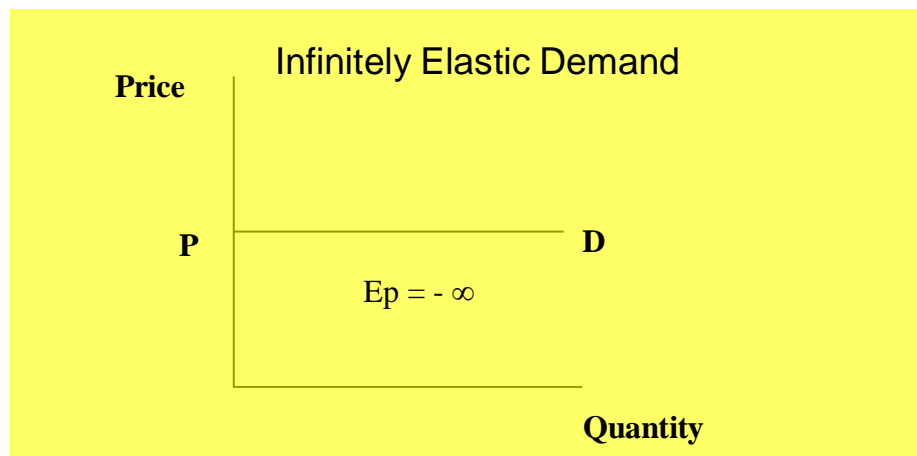 Infinitely Elastic Demand
Price
P
D
Ep = - ∞
Quantity